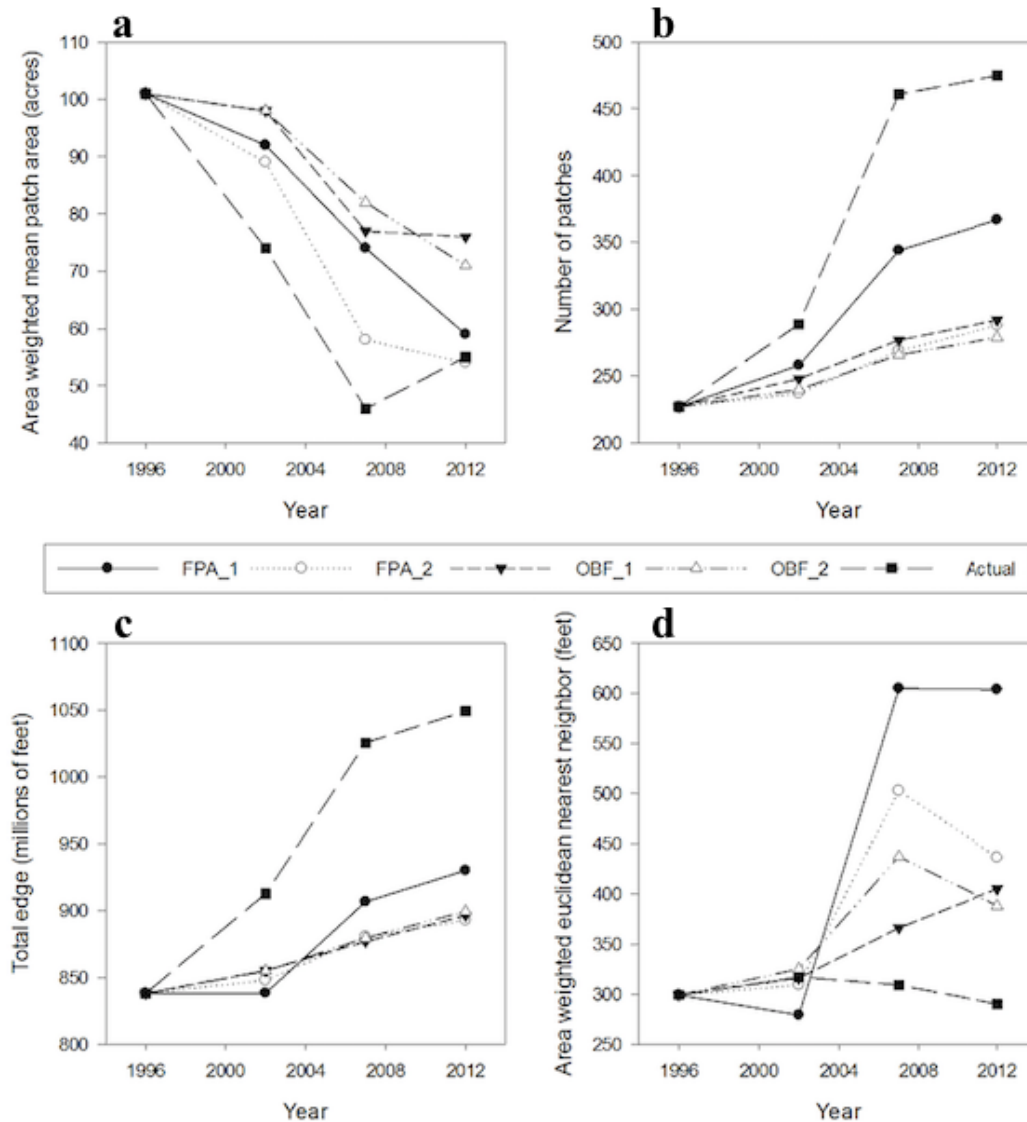 a
Area weighted mean patch area (acres)
110
100
90
80
70
60
50
40
1996 2000 2004 2008 2012
Year
b
Number of patches
500
450
400
350
300
250
200
1996 2000 2004 2008 2012
Year
FPA_1 FPA_2 OBF_1 OBF_2 Actual
c
Total edge (millions of feet)
1100
1050
1000
950
900
850
800
1996 2000 2004 2008 2012
Year
d
Area weighted euclidean nearest neighbor (feet)
650
600
550
500
450
400
350
300
250
1996 2000 2004 2008 2012
Year